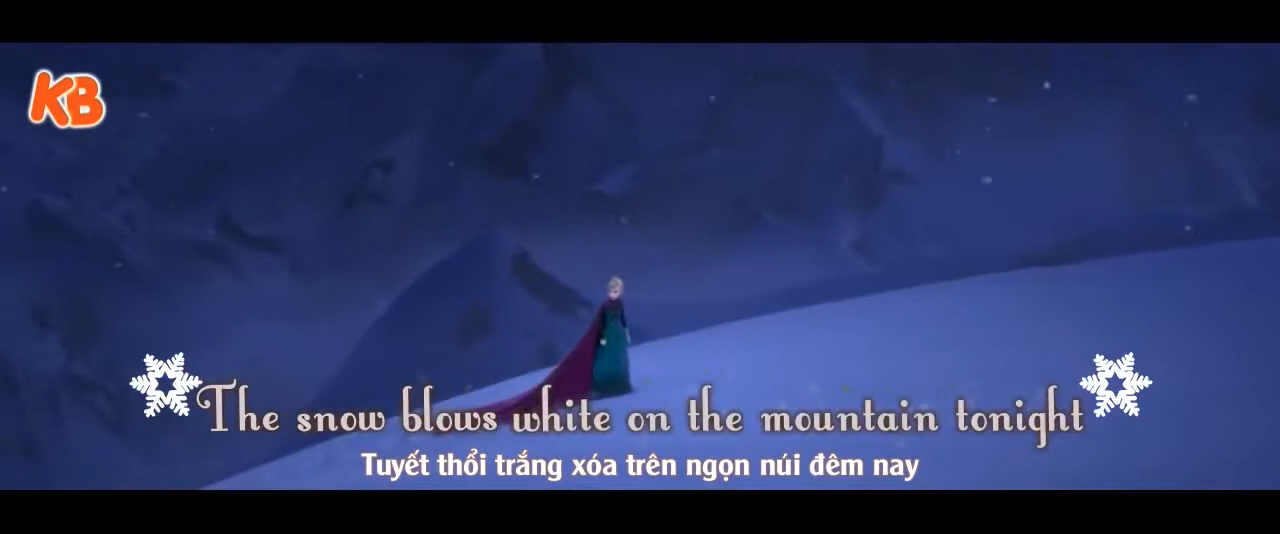 KB
The snow blows white on the mountain tonight
Tuyết thổi trắng xóa trên ngọn núi đêm nay